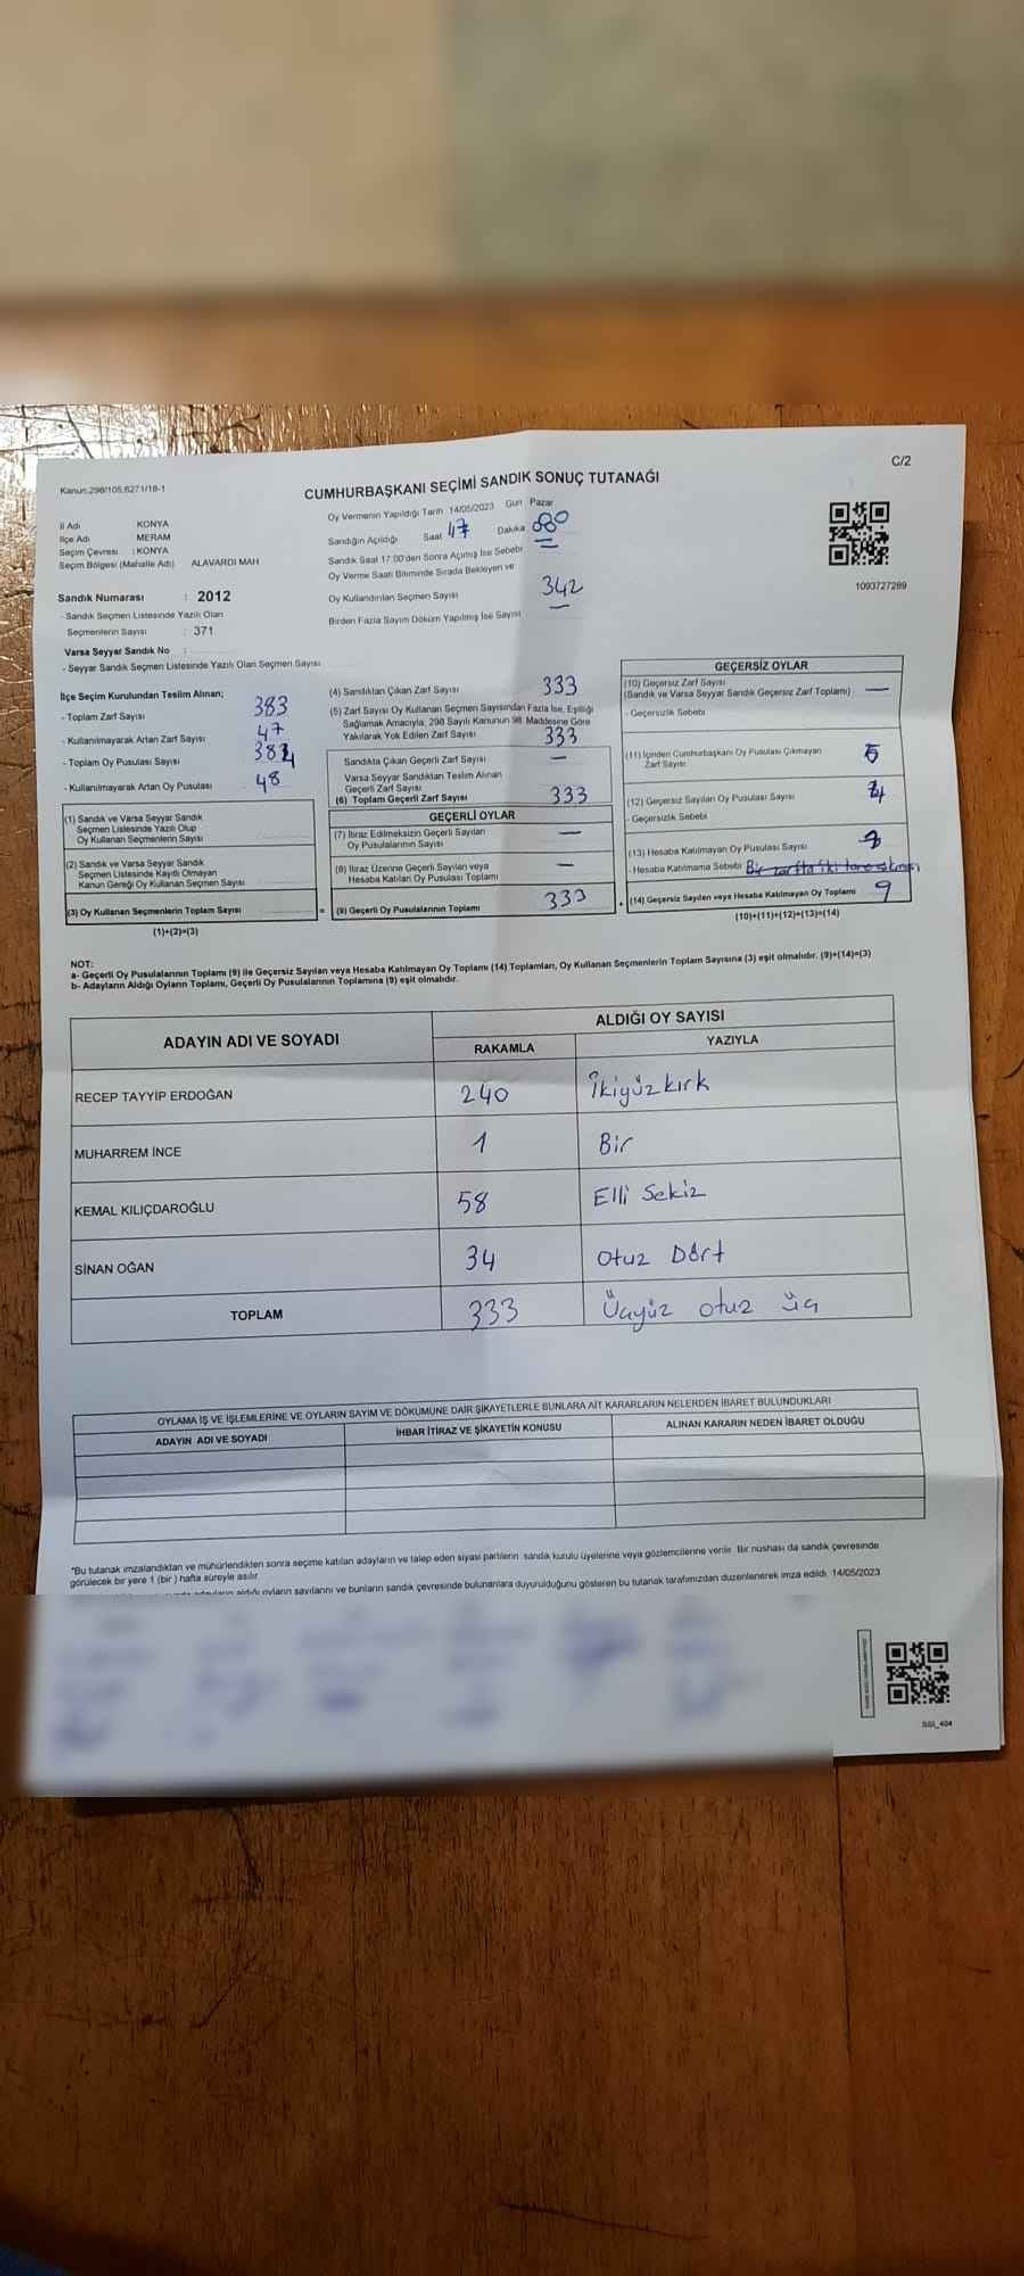 C/2
Kanun:298/105,6271/18-1
CUMHURBAŞKANI SEÇİMİ SANDIK SONUÇ TUTANAĞI
İl Adı KONYA
İlçe Adı MERAM
Seçim Çevresi : KONYA
Seçim Bölgesi (Mahalle Adı) ALAVARDI MAH
Sandık Numarası : 2012
- Sandık Seçmen Listesinde Yazılı Olan
Seçmenlerin Sayısı : 371
Varsa Seyyar Sandık No :
- Seyyar Sandık Seçmen Listesinde Yazılı Olan Seçmen Sayısı
Oy Vermenin Yapıldığı Tarih 14/05/2023 Gün Pazar
Sandığın Açıldığı Saat 17 Dakika
Sandık Saat 17:00'den Sonra Açılmış İse Sebebi
Oy Verme Saati Bitiminde Sırada Bekleyen ve
Oy Kullandırılan Seçmen Sayısı 342
Birden Fazla Sayım Döküm Yapılmış İse Sayısı
1093727289
İlçe Seçim Kurulundan Teslim Alınan;
- Toplam Zarf Sayısı 383
- Kullanılmayarak Artan Zarf Sayısı 47
- Toplam Oy Pusulası Sayısı
- Kullanılmayarak Artan Oy Pusulası 48
(1) Sandık ve Varsa Seyyar Sandık
Seçmen Listesinde Yazılı Olup
Oy Kullanan Seçmenlerin Sayısı
(2) Sandık ve Varsa Seyyar Sandık
Seçmen Listesinde Kayıtlı Olmayan
Kanun Gereği Oy Kullanan Seçmen Sayısı
(3) Oy Kullanan Seçmenlerin Toplam Sayısı =
(1)+(2)=(3)
(4) Sandıktan Çıkan Zarf Sayısı 333
(5) Zarf Sayısı Oy Kullanan Seçmen Sayısından Fazla İse, Eşitliği
Sağlamak Amacıyla, 298 Sayılı Kanunun 98. Maddesine Göre
Yakılarak Yok Edilen Zarf Sayısı 333
Sandıkta Çıkan Geçerli Zarf Sayısı —
Varsa Seyyar Sandıktan Teslim Alınan
Geçerli Zarf Sayısı
(6) Toplam Geçerli Zarf Sayısı 333
GEÇERLİ OYLAR
(7) İtiraz Edilmeksizin Geçerli Sayılan
Oy Pusulalarının Sayısı —
(8) İtiraz Üzerine Geçerli Sayılan veya
Hesaba Katılan Oy Pusulası Toplamı —
(9) Geçerli Oy Pusulalarının Toplamı 333 +
GEÇERSİZ OYLAR
(10) Geçersiz Zarf Sayısı
(Sandık ve Varsa Seyyar Sandık Geçersiz Zarf Toplamı) —
- Geçersizlik Sebebi
(11) İçinden Cumhurbaşkanı Oy Pusulası Çıkmayan
Zarf Sayısı
(12) Geçersiz Sayılan Oy Pusulası Sayısı
- Geçersizlik Sebebi
(13) Hesaba Katılmayan Oy Pusulası Sayısı
- Hesaba Katılmama Sebebi Bir zarfta iki tane
(14) Geçersiz Sayılan veya Hesaba Katılmayan Oy Toplamı 9
(10)+(11)+(12)+(13)=(14)
NOT:
a- Geçerli Oy Pusulalarının Toplamı (9) ile Geçersiz Sayılan veya Hesaba Katılmayan Oy Toplamı (14) Toplamları, Oy Kullanan Seçmenlerin Toplam Sayısına (3) eşit olmalıdır. (9)+(14)=(3)
b- Adayların Aldığı Oyların Toplamı, Geçerli Oy Pusulalarının Toplamına (9) eşit olmalıdır.
ADAYIN ADI VE SOYADI ALDIĞI OY SAYISI
RAKAMLA YAZIYLA
RECEP TAYYİP ERDOĞAN 240 İkiyüz kırk
MUHARREM İNCE 1 Bir
KEMAL KILIÇDAROĞLU 58 Elli Sekiz
SİNAN OĞAN 34 Otuz Dört
TOPLAM 333 Üçyüz otuz üç
OYLAMA İŞ VE İŞLEMLERİNE VE OYLARIN SAYIM VE DÖKÜMÜNE DAİR ŞİKAYETLERLE BUNLARA AİT KARARLARIN NELERDEN İBARET BULUNDUKLARI
ADAYIN ADI VE SOYADI İHBAR İTİRAZ VE ŞİKAYETİN KONUSU ALINAN KARARIN NEDEN İBARET OLDUĞU
*Bu tutanak imzalandıktan ve mühürlendikten sonra seçime katılan adayların ve talep eden siyasi partilerin sandık kurulu üyelerine veya gözlemcilerine verilir. Bir nüshası da sandık çevresinde
görülecek bir yere 1 (bir) hafta süreyle asılır
aldığı oyların sayılarını ve bunların sandık çevresinde bulunanlara duyurulduğunu gösteren bu tutanak tarafımızdan düzenlenerek imza edildi. 14/05/2023
SSI_404